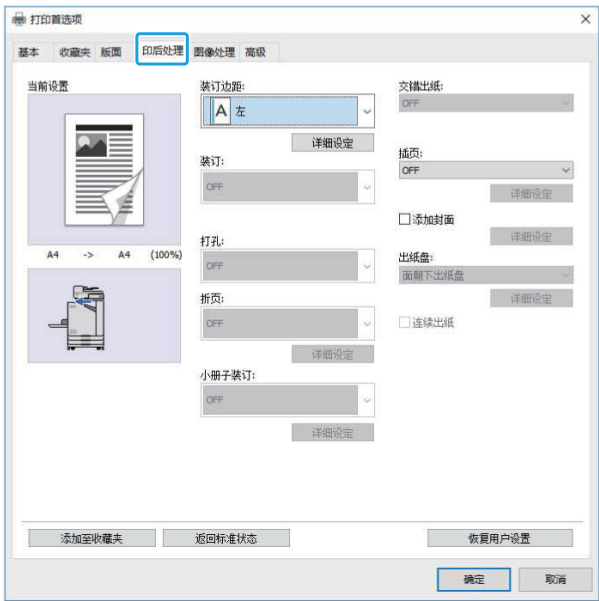 打印首选项
基本 收藏夹 版面 印后处理 图像处理 高级
当前设置
A4 -> A4 (100%)
装订边距:
A 左
详细设定
装订:
OFF
打孔:
OFF
折页:
OFF
详细设定
小册子装订:
OFF
详细设定
交错出纸:
OFF
插页:
OFF
详细设定
添加封面
详细设定
出纸盘:
面朝下出纸盘
详细设定
连续出纸
添加至收藏夹 返回标准状态 恢复用户设置
确定 取消